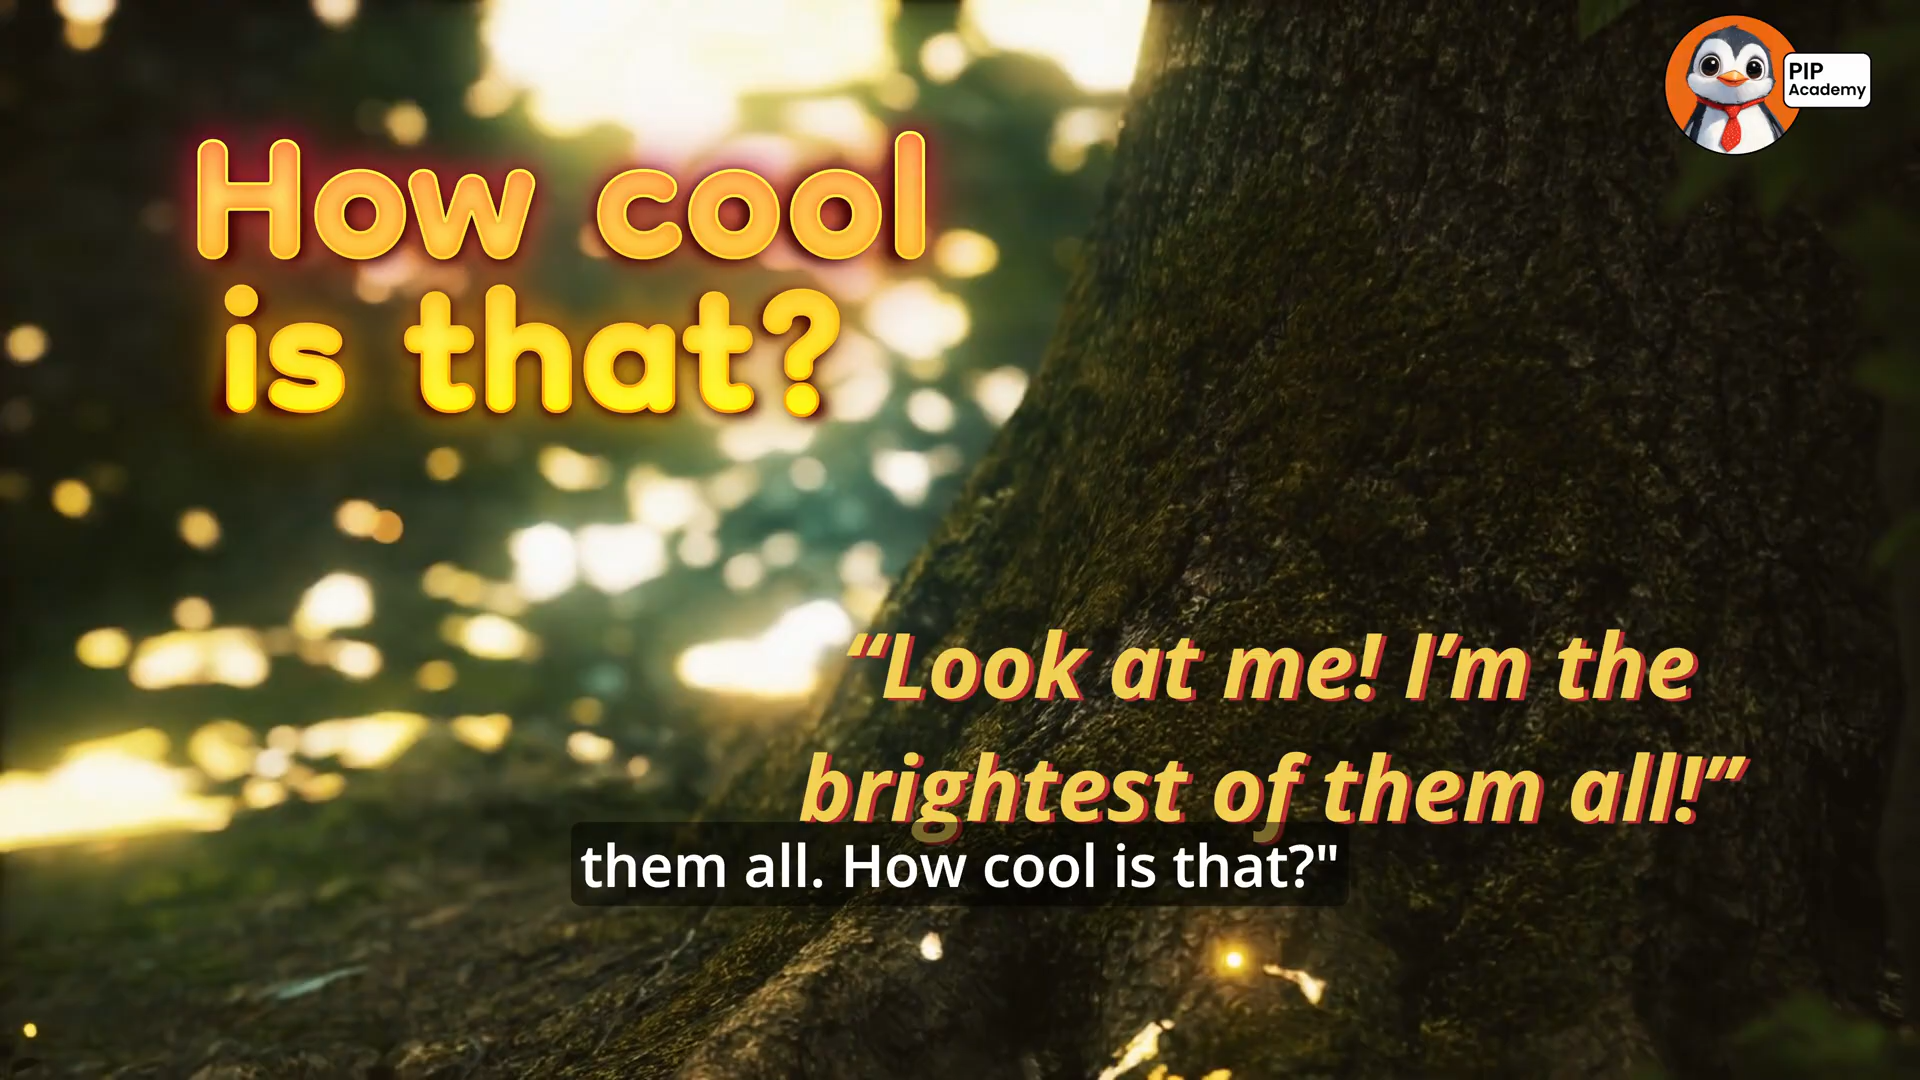 PIP
Academy
How cool
is that?
“Look at me! I’m the
brightest of them all!”
them all. How cool is that?"